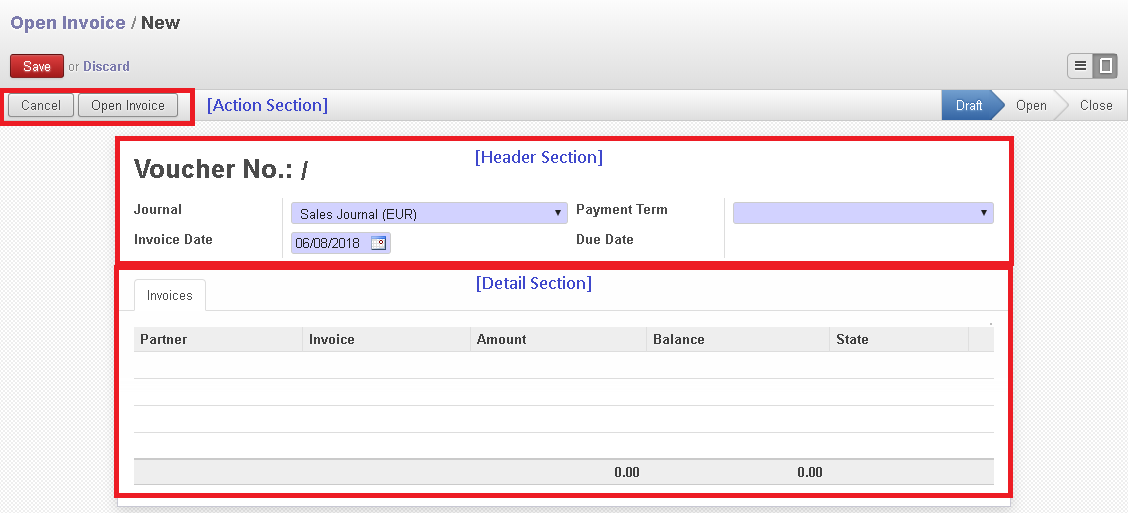 Open Invoice / New
Save or Discard
Cancel Open Invoice [Action Section] Draft Open Close
[Header Section]
Voucher No.: /
Journal Sales Journal (EUR) Payment Term
Invoice Date 06/08/2018 Due Date
[Detail Section]
Invoices
Partner Invoice Amount Balance State
0.00 0.00